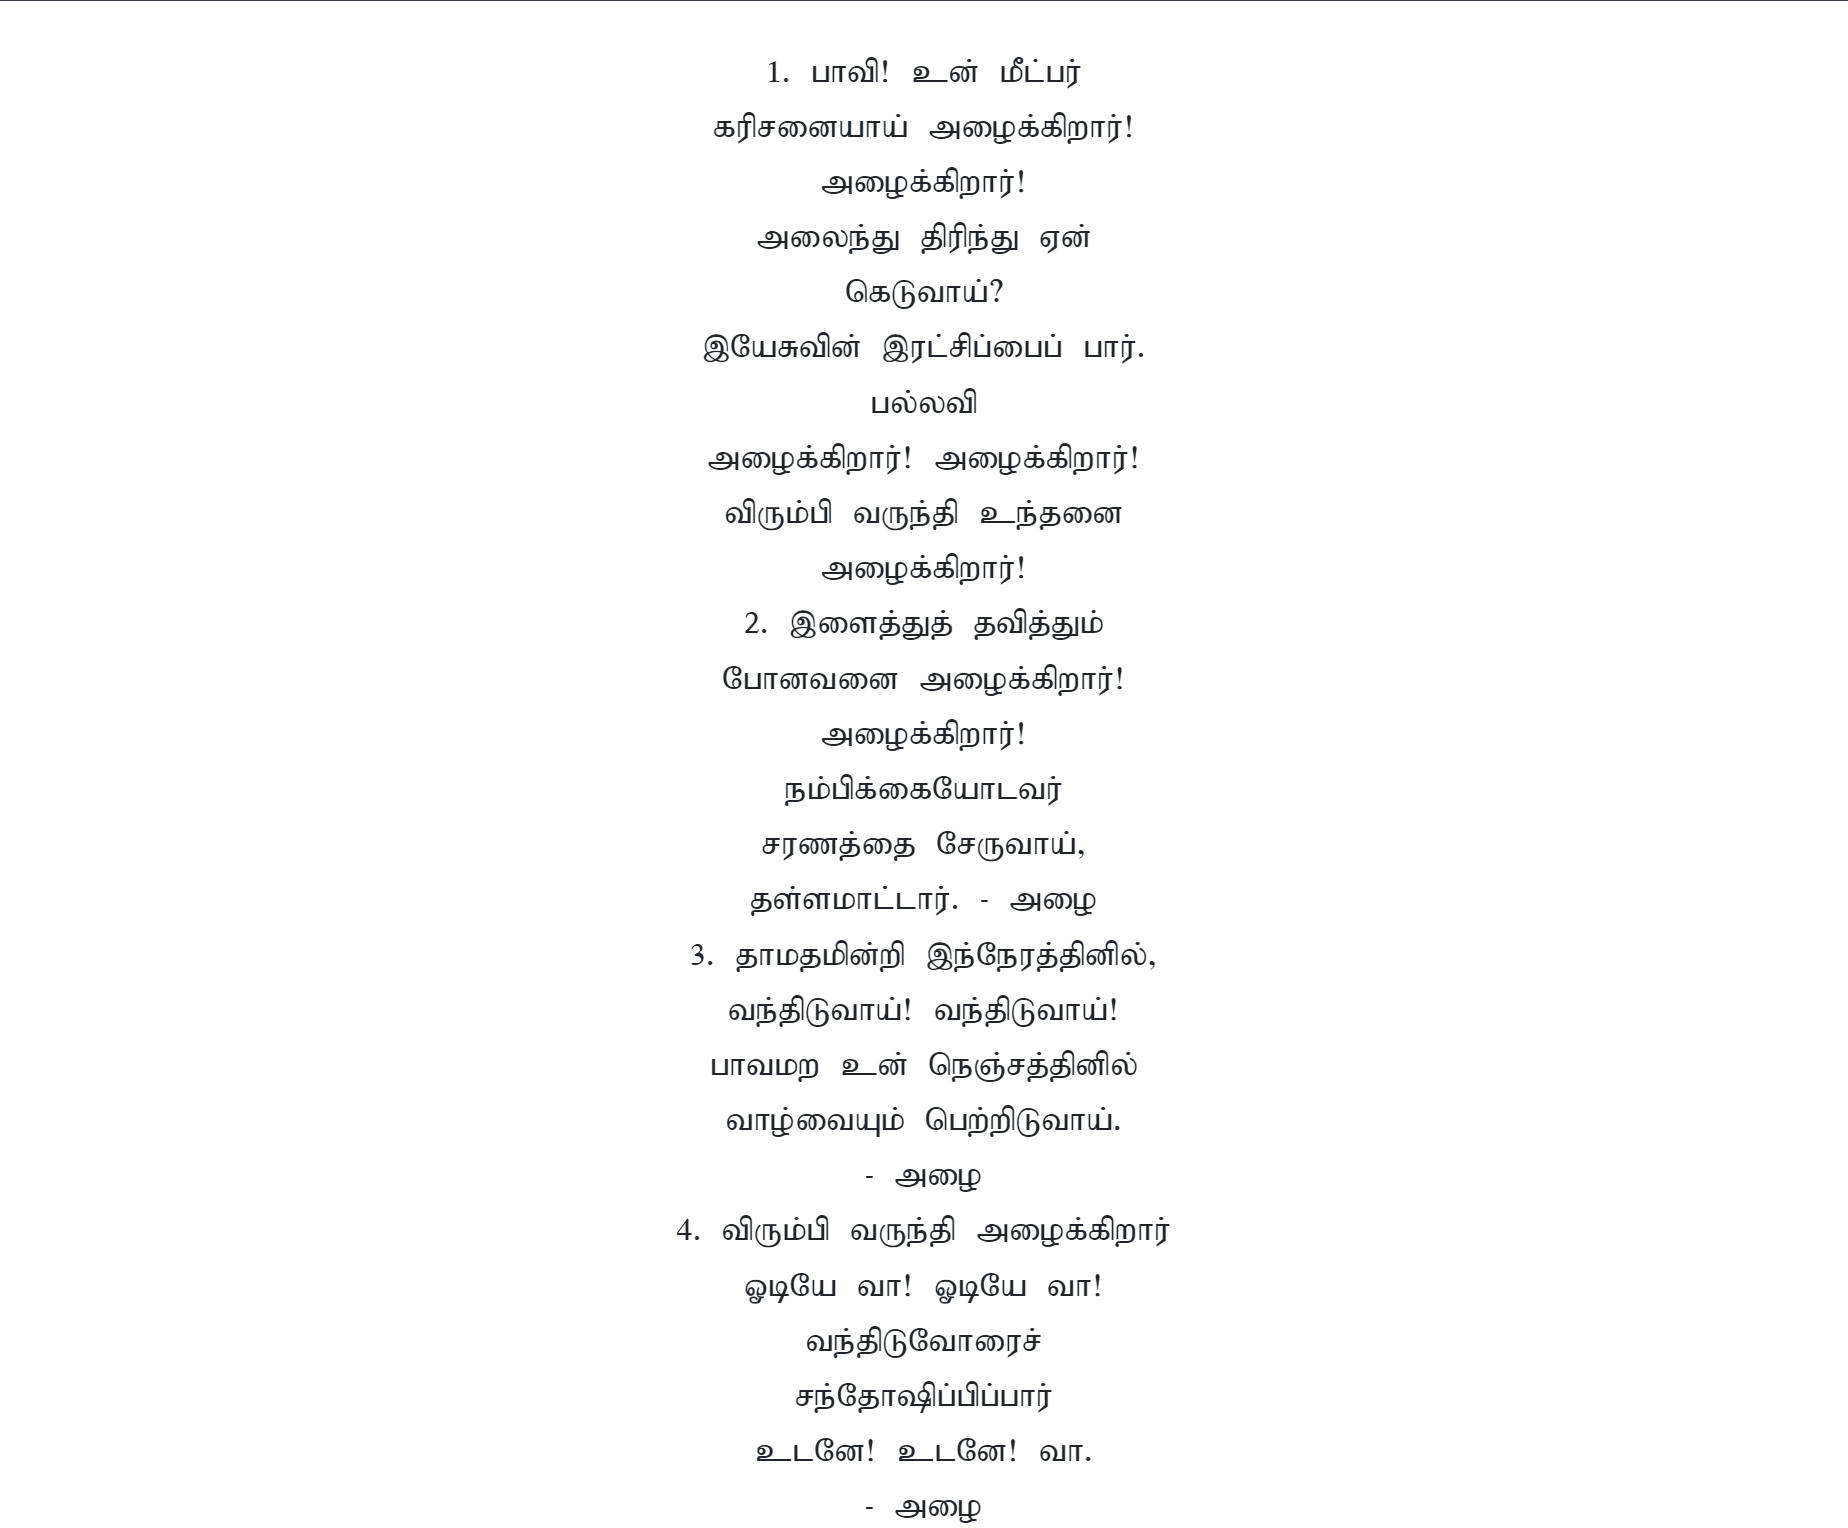 1. பாவி! உன் மீட்பர்
கரிசனையாய் அழைக்கிறார்!
அழைக்கிறார்!
அலைந்து திரிந்து ஏன்
கெடுவாய்?
இயேசுவின் இரட்சிப்பைப் பார்.
பல்லவி
அழைக்கிறார்! அழைக்கிறார்!
விரும்பி வருந்தி உந்தனை
அழைக்கிறார்!
2. இளைத்துத் தவித்தும்
போனவனை அழைக்கிறார்!
அழைக்கிறார்!
நம்பிக்கையோடவர்
சரணத்தை சேருவாய்,
தள்ளமாட்டார். - அழை
3. தாமதமின்றி இந்நேரத்தினில்,
வந்திடுவாய்! வந்திடுவாய்!
பாவமற உன் நெஞ்சத்தினில்
வாழ்வையும் பெற்றிடுவாய்.
- அழை
4. விரும்பி வருந்தி அழைக்கிறார்
ஓடியே வா! ஓடியே வா!
வந்திடுவோரைச்
சந்தோஷிப்பிப்பார்
உடனே! உடனே! வா.
- அழை